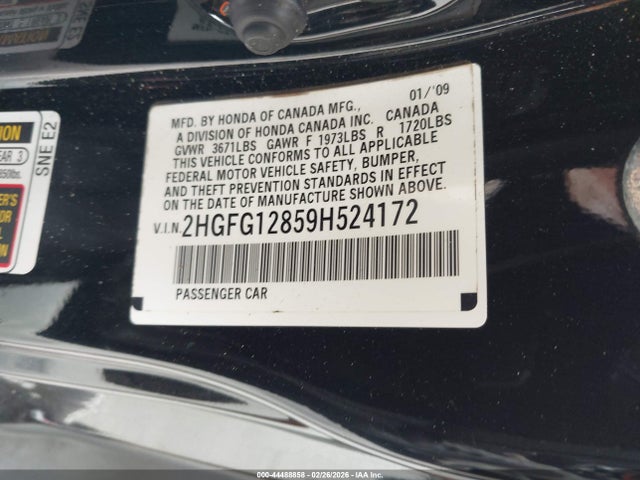 MFD. BY HONDA OF CANADA MFG., 01/'09
A DIVISION OF HONDA CANADA INC. CANADA
GVWR 3671LBS GAWR F 1973LBS R 1720LBS
THIS VEHICLE CONFORMS TO ALL APPLICABLE
FEDERAL MOTOR VEHICLE SAFETY, BUMPER,
AND THEFT PREVENTION STANDARDS IN EFFECT
ON THE DATE OF MANUFACTURE SHOWN ABOVE.
V.I.N. 2HGFG12859H524172
PASSENGER CAR
SNE E2
000-44488858 - 02/26/2026 - IAA Inc.